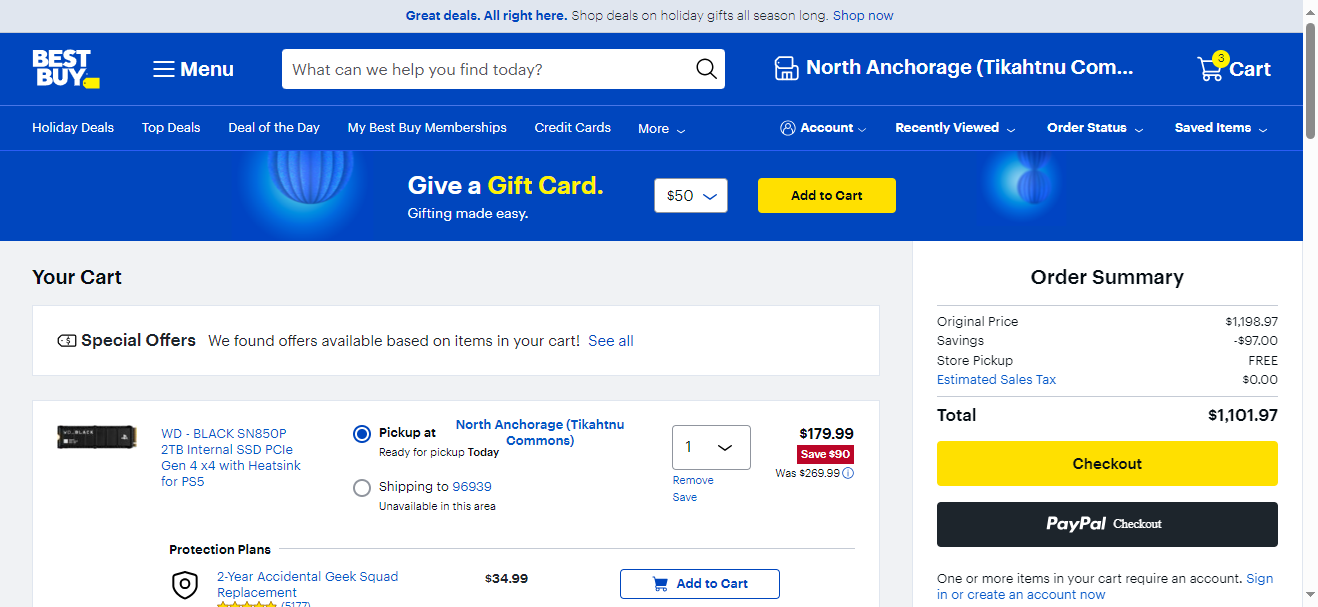 Great deals. All right here. Shop deals on holiday gifts all season long. Shop now
BEST BUY
Menu
What can we help you find today?
North Anchorage (Tikahtnu Com...
3
Cart
Holiday Deals
Top Deals
Deal of the Day
My Best Buy Memberships
Credit Cards
More
Account
Recently Viewed
Order Status
Saved Items
Give a Gift Card.
Gifting made easy.
$50
Add to Cart
Your Cart
Special Offers We found offers available based on items in your cart! See all
WD - BLACK SN850P
2TB Internal SSD PCIe
Gen 4 x4 with Heatsink
for PS5
Pickup at North Anchorage (Tikahtnu
Commons)
Ready for pickup Today
Shipping to 96939
Unavailable in this area
1
Remove
Save
$179.99
Save $90
Was $269.99
Protection Plans
2-Year Accidental Geek Squad
Replacement
(5177)
$34.99
Add to Cart
Order Summary
Original Price $1,198.97
Savings -$97.00
Store Pickup FREE
Estimated Sales Tax $0.00
Total $1,101.97
Checkout
PayPal Checkout
One or more items in your cart require an account. Sign
in or create an account now